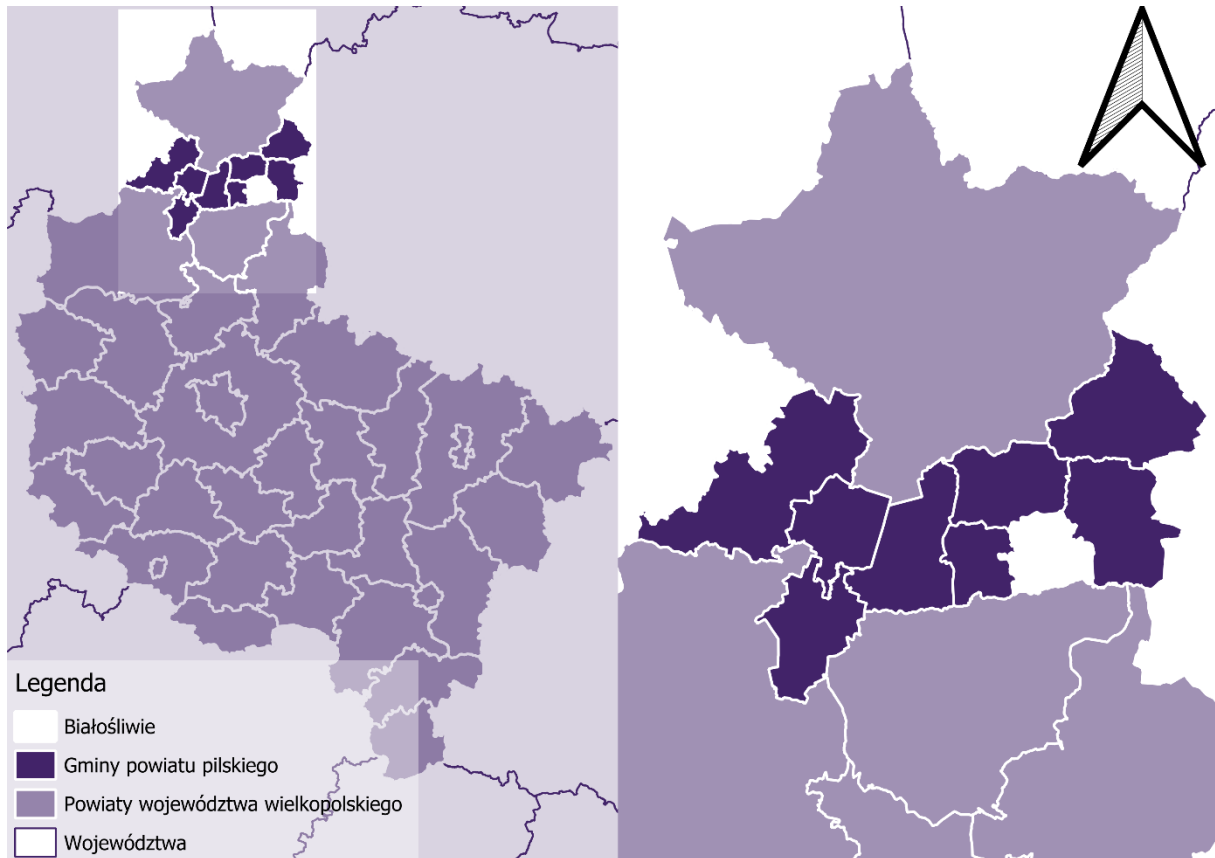 Legenda
Białośliwie
Gminy powiatu pilskiego
Powiaty województwa wielkopolskiego
Województwa